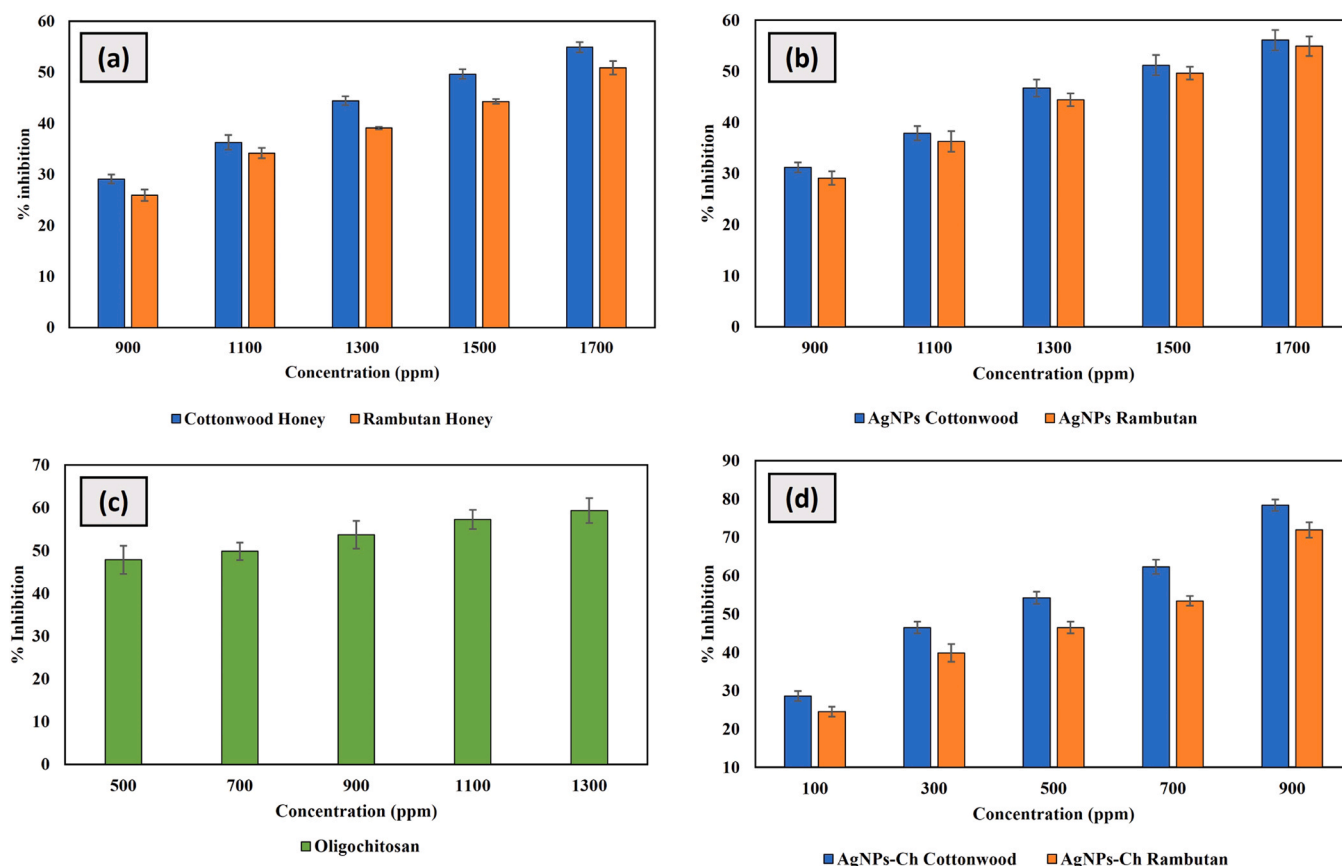 (a)
60
50
40
30
20
10
0
% inhibition
900 1100 1300 1500 1700
Concentration (ppm)
Cottonwood Honey Rambutan Honey
(b)
60
50
40
30
20
10
0
% Inhibition
900 1100 1300 1500 1700
Concentration (ppm)
AgNPs Cottonwood AgNPs Rambutan
(c)
70
60
50
40
30
20
10
0
% Inhibition
500 700 900 1100 1300
Concentration (ppm)
Oligochitosan
(d)
90
80
70
60
50
40
30
20
10
% Inhibition
100 300 500 700 900
Concentration (ppm)
AgNPs-Ch Cottonwood AgNPs-Ch Rambutan